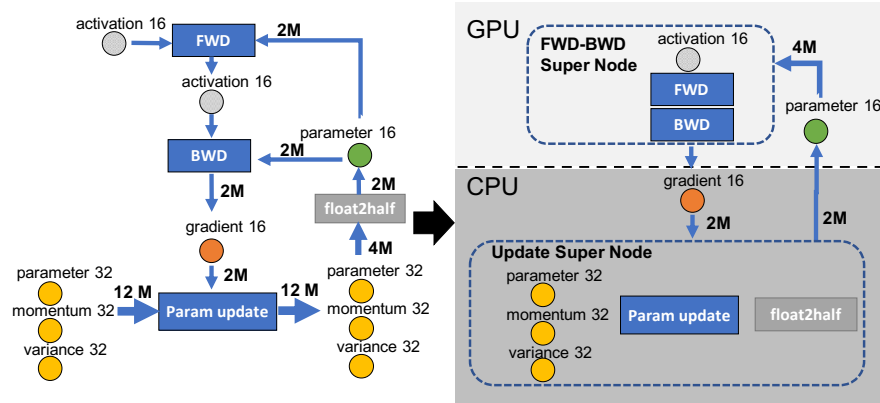 activation 16
FWD
2M
activation 16
parameter 16
BWD
2M
2M
2M
float2half
gradient 16
4M
2M
parameter 32
12 M
12 M
parameter 32
momentum 32
Param update
momentum 32
variance 32
variance 32
GPU
FWD-BWD
Super Node
activation 16
4M
FWD
parameter 16
BWD
CPU
gradient 16
2M
2M
Update Super Node
parameter 32
momentum 32
Param update
float2half
variance 32